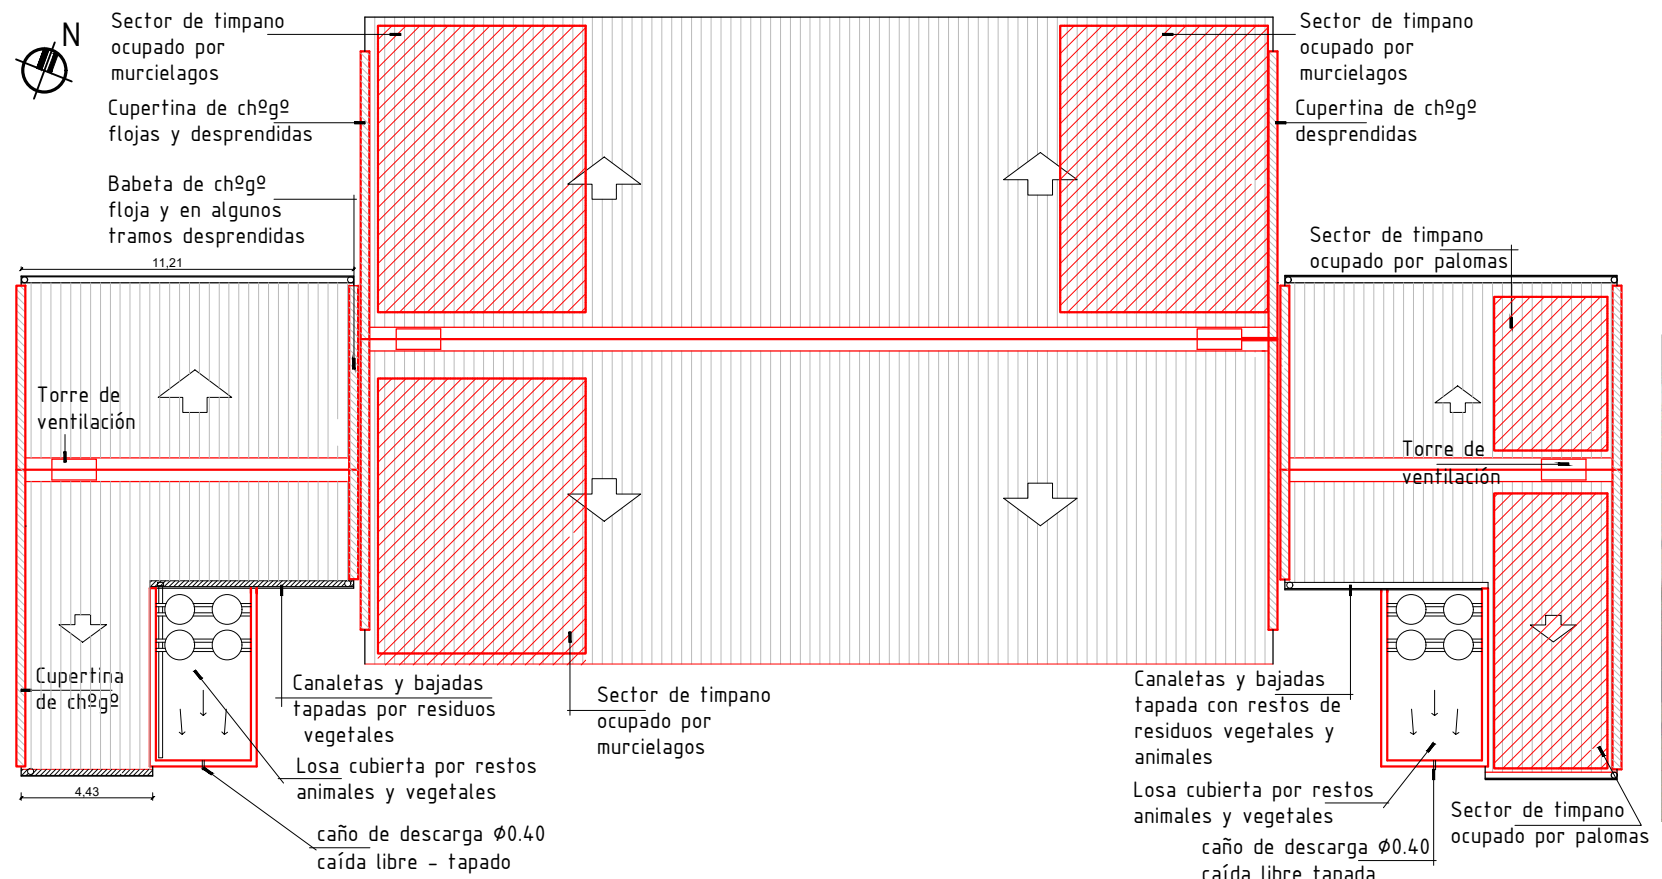 N
Sector de timpano
ocupado por
murcielagos
Cupertina de chºgº
flojas y desprendidas
Babeta de chºgº
floja y en algunos
tramos desprendidas
11,21
Torre de
ventilación
Cupertina
de chºgº
4,43
Canaletas y bajadas
tapadas por residuos
vegetales
Losa cubierta por restos
animales y vegetales
caño de descarga Ø0.40
caída libre - tapado
Sector de timpano
ocupado por
murcielagos
Sector de timpano
ocupado por
murcielagos
Cupertina de chºgº
desprendidas
Sector de timpano
ocupado por palomas
Torre de
ventilación
Canaletas y bajadas
tapada con restos de
residuos vegetales y
animales
Losa cubierta por restos
animales y vegetales
caño de descarga Ø0.40
caída libre tapada
Sector de timpano
ocupado por palomas